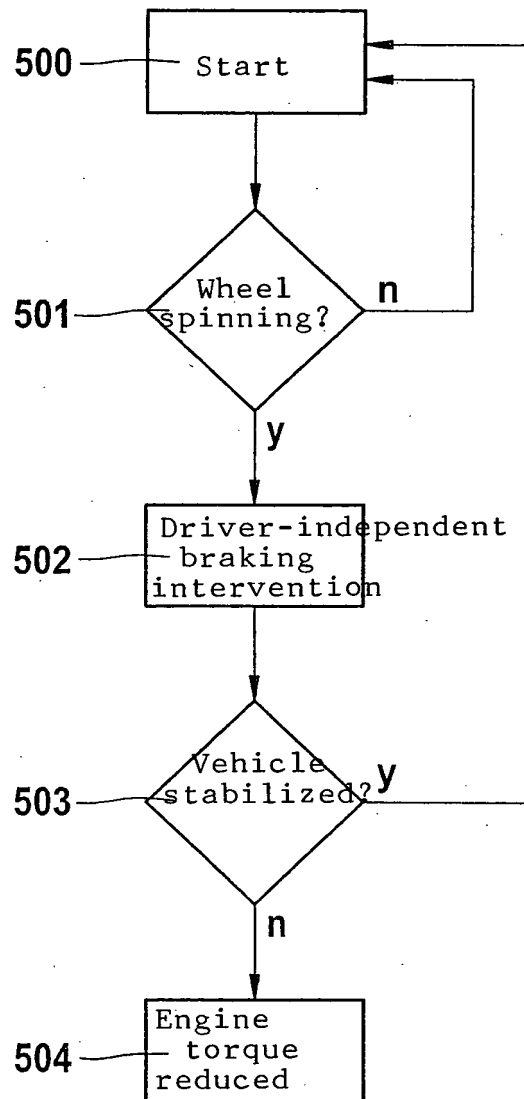 500
Start
Wheel
spinning?
n
501
y
Driver-independent
braking
intervention
502
Vehicle
stabilized?
y
503
n
Engine
torque
reduced
504